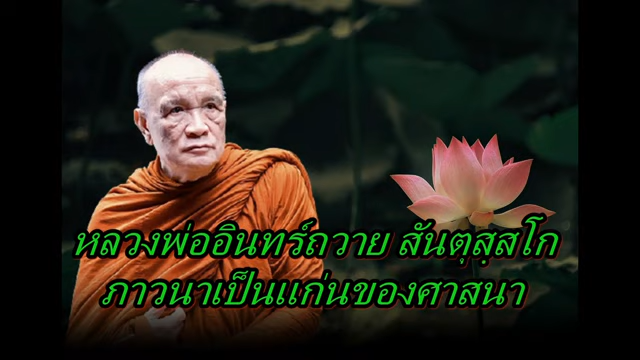 หลวงพ่ออินทร์ถวาย สันตุสฺสโก
ภาวนาเป็นแก่นของศาสนา